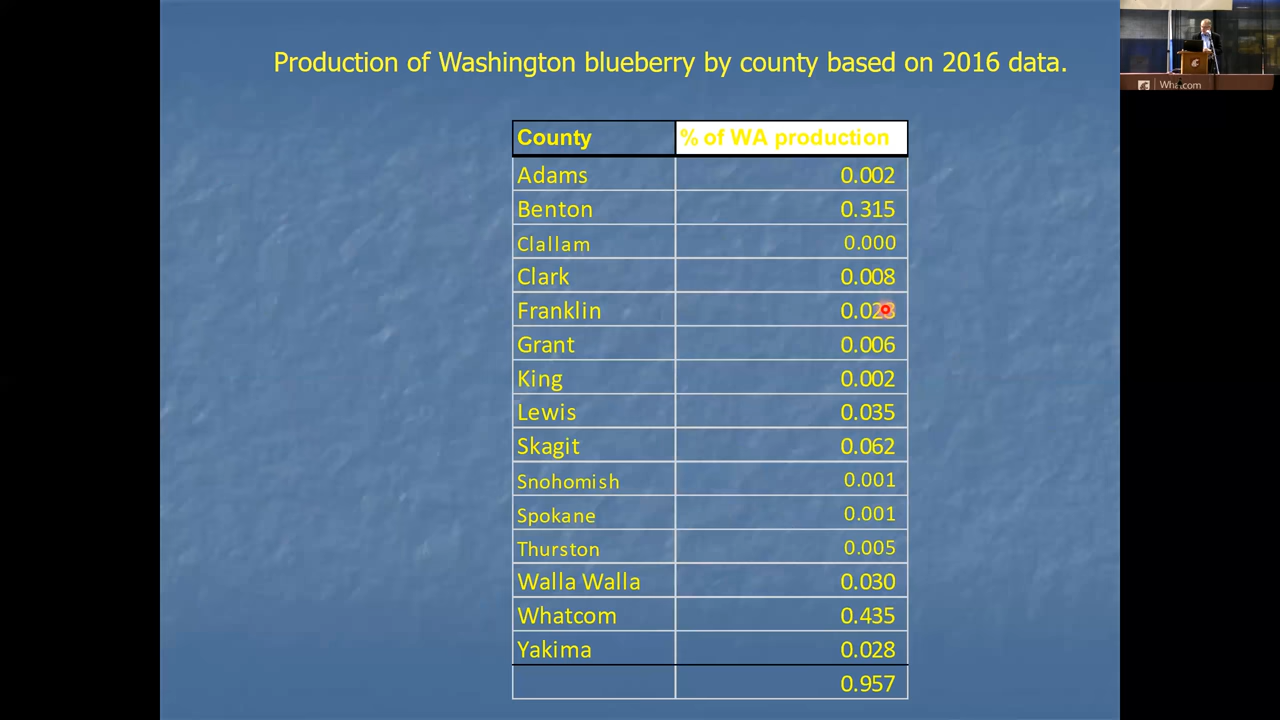 Production of Washington blueberry by county based on 2016 data.
County % of WA production
Adams 0.002
Benton 0.315
Clallam 0.000
Clark 0.008
Franklin
Grant 0.006
King 0.002
Lewis 0.035
Skagit 0.062
Snohomish 0.001
Spokane 0.001
Thurston 0.005
Walla Walla 0.030
Whatcom 0.435
Yakima 0.028
0.957
Whatcom